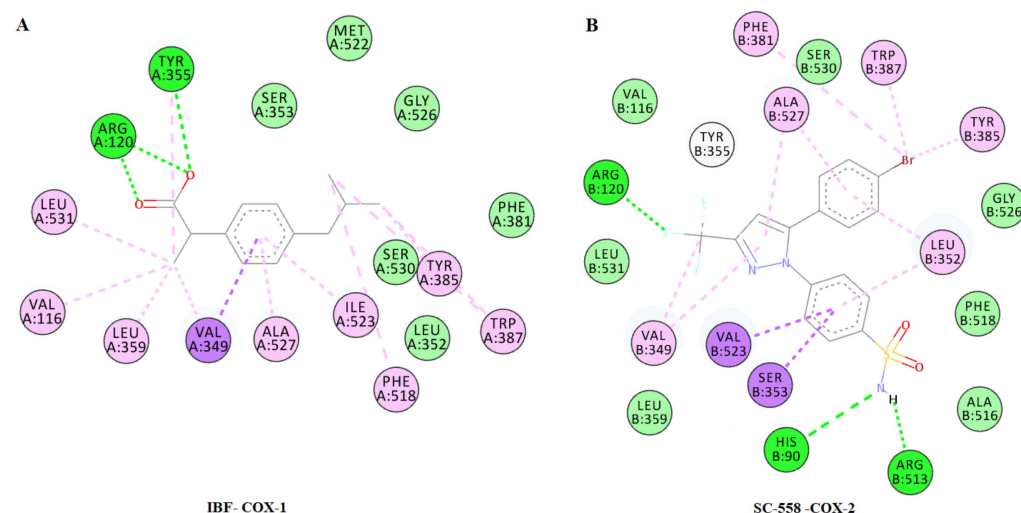 A
MET
A:522
TYR
A:355
SER
A:353
GLY
A:526
ARG
A:120
O
O
LEU
A:531
PHE
A:381
SER
A:530
TYR
A:385
VAL
A:116
LEU
A:359
VAL
A:349
ALA
A:527
ILE
A:523
LEU
A:352
TRP
A:387
PHE
A:518
IBF- COX-1
B
PHE
B:381
SER
B:530
TRP
B:387
VAL
B:116
ALA
B:527
TYR
B:385
TYR
B:355
Br
ARG
B:120
F
F
F
GLY
B:526
LEU
B:531
N
N
LEU
B:352
PHE
B:518
VAL
B:349
VAL
B:523
SER
B:353
O
S
O
N
H
LEU
B:359
ALA
B:516
HIS
B:90
ARG
B:513
SC-558 -COX-2